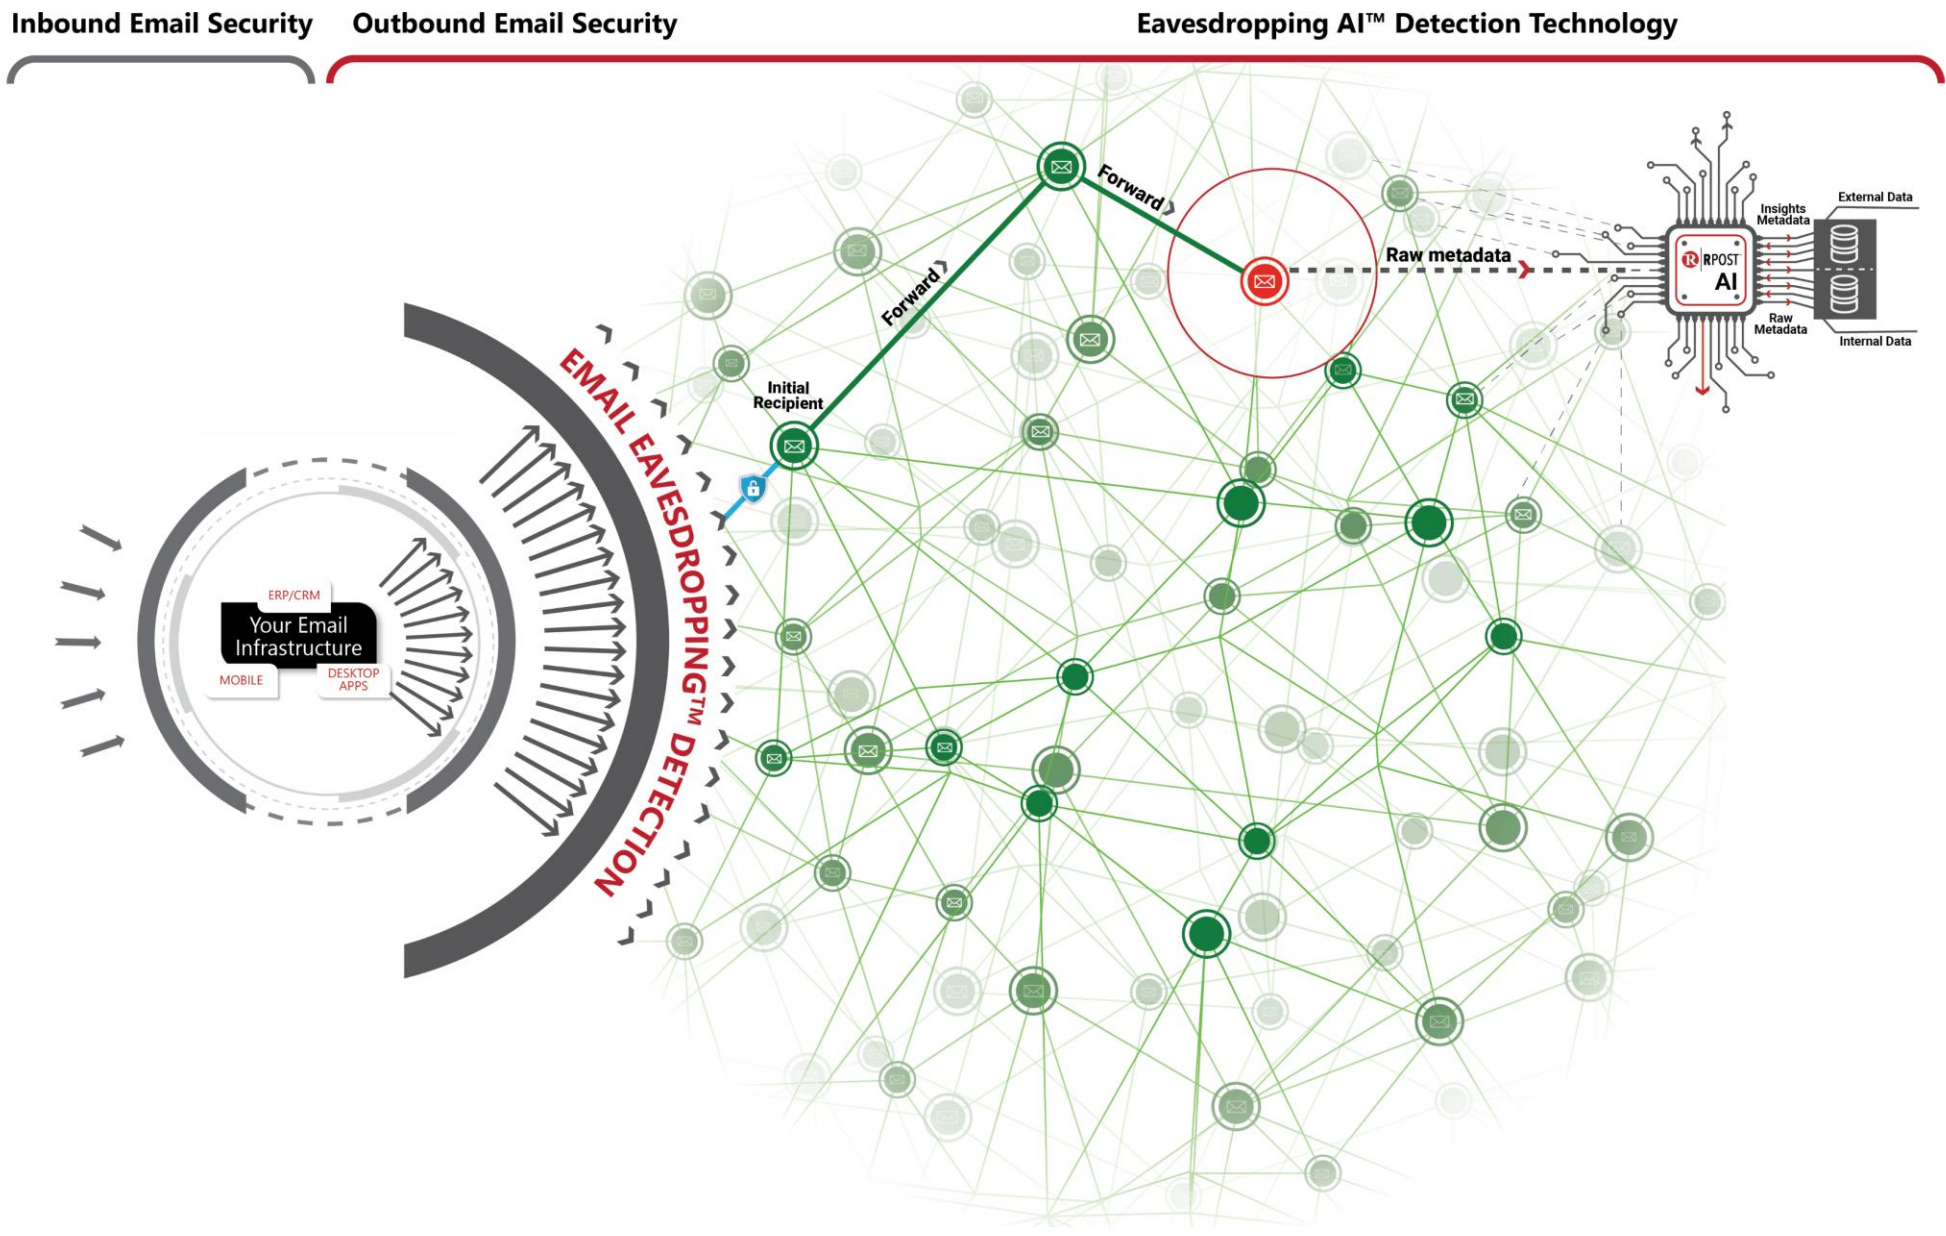 Inbound Email Security
Outbound Email Security
Eavesdropping AI™ Detection Technology
Forward
Forward
Initial
Recipient
Raw metadata
Insights
Metadata
External Data
R RPOST
AI
Raw
Metadata
Internal Data
EMAIL EAVESDROPPING™ DETECTION
ERP/CRM
Your Email
Infrastructure
MOBILE
DESKTOP
APPS